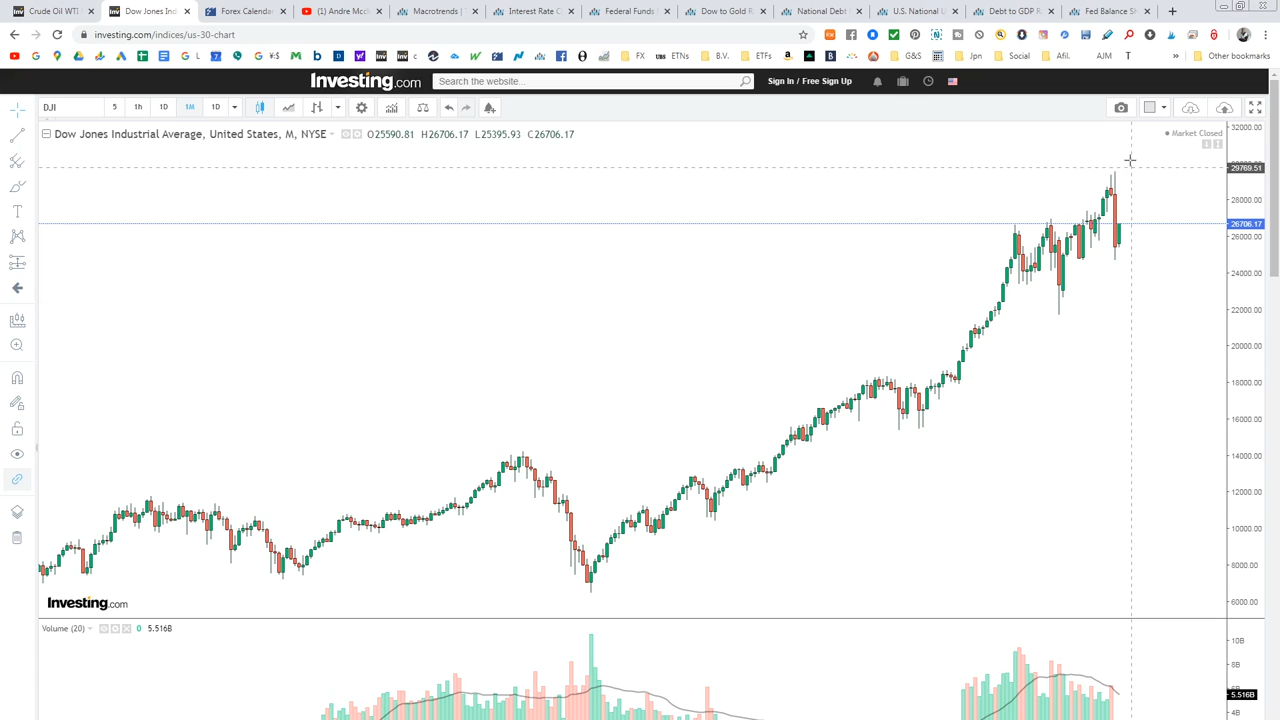 Crude Oil WTI
Dow Jones Ind
Forex Calendar
(1) Andre Mccl
Macrotrends |
Interest Rate C
Federal Funds
Dow to Gold R
National Debt
U.S. National U
Debt to GDP R
Fed Balance Sh
investing.com/indices/us-30-chart
FX
ETNs
B.V.
ETFs
G&S
Jpn
Social
Afil.
AJM
T
Other bookmarks
Investing.com
Search the website...
Sign In / Free Sign Up
DJI
5
1h
1D
1M
1D
Dow Jones Industrial Average, United States, M, NYSE
O25590.81 H26706.17 L25395.93 C26706.17
Market Closed
32000.00
29769.51
28000.00
26706.17
26000.00
24000.00
22000.00
20000.00
18000.00
16000.00
14000.00
12000.00
10000.00
8000.00
6000.00
Investing.com
Volume (20)
0 5.516B
10B
8B
5.516B
4B